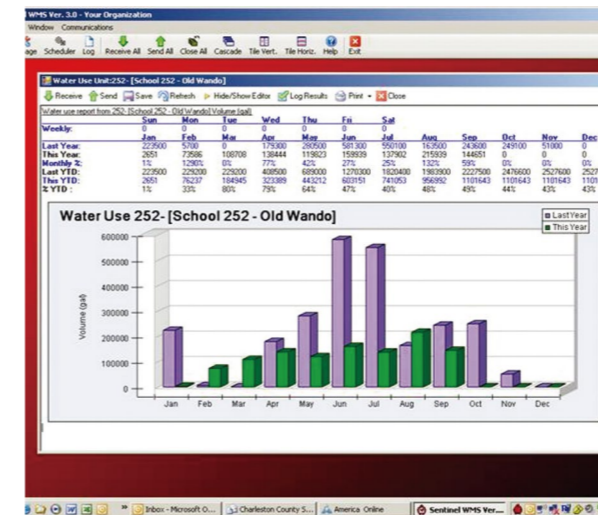 WMS Ver. 3.0 - Your Organization
Window Communications
age Scheduler Log Receive All Send All Close All Cascade Tile Vert. Tile Horiz. Help Exit
Water Use Unit:252- [School 252 - Old Wando]
Receive Send Save Refresh Hide/Show Editor Log Results Print Close
Water use report from 252- [School 252 - Old Wando] Volume (gal)
Sun Mon Tue Wed Thu Fri Sat
Weekly: 0 0 0 0 0 0 0
Jan Feb Mar Apr May Jun Jul Aug Sep Oct Nov Dec
Last Year: 223500 5700 0 179300 280500 581300 550100 163500 243600 249100 51000 0
This Year: 2651 73586 108708 138444 119823 159939 137902 215939 144651 0 0 0
Monthly %: 1% 1290% 0% 77% 42% 27% 25% 132% 59% 0% 0% 0%
Last YTD: 223500 229200 229200 408500 689000 1270300 1820400 1983900 2227500 2476600 2527600 2527
This YTD: 2651 76237 184945 323389 443212 603151 741053 956992 1101643 1101643 1101643 1101
% YTD : 1% 33% 80% 79% 64% 47% 40% 48% 49% 44% 43% 43%
Water Use 252- [School 252 - Old Wando]
Last Year
This Year
Volume (gal)
600000
500000
400000
300000
200000
100000
0
Jan Feb Mar Apr May Jun Jul Aug Sep Oct Nov Dec
Inbox - Microsoft O... Charleston County S... America Online Sentinel WMS Ver...